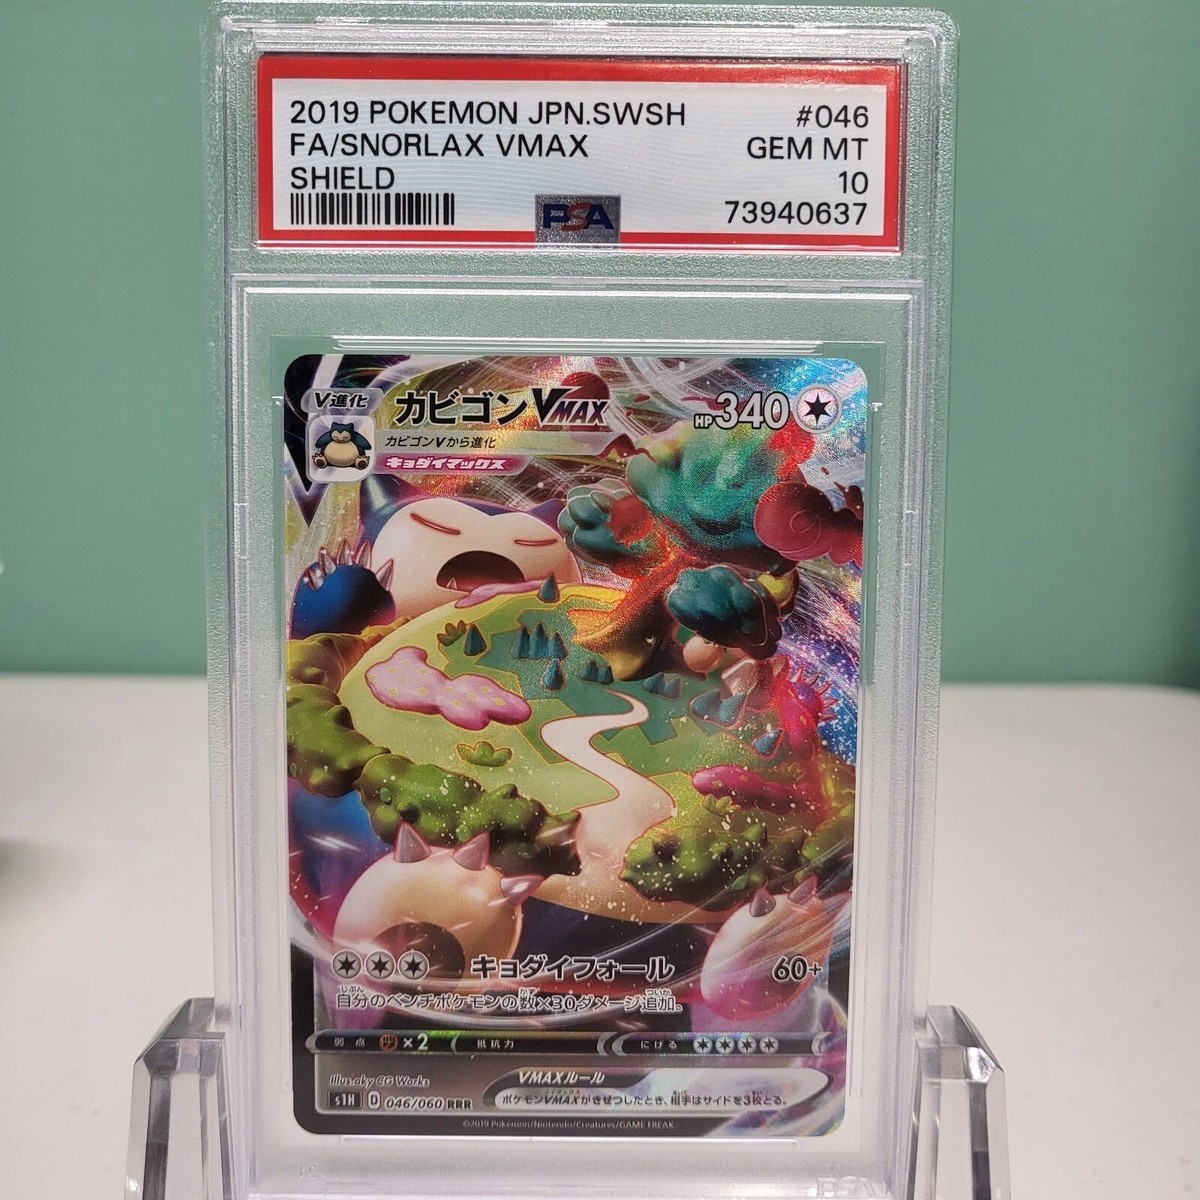 2019 POKEMON JPN.SWSH #046
FA/SNORLAX VMAX GEM MT
SHIELD 10
PSA 73940637
V進化 カビゴンVMAX HP340
カビゴンVから進化
キョダイマックス
キョダイフォール 60+
自分のベンチポケモンの数×30ダメージ追加。
弱点 ×2 抵抗力 にげる
Illus.aky CG Works
VMAXルール
ポケモンVMAXがきぜつしたとき、相手はサイドを3枚とる。
s1H D 046/060 RRR
©2019 Pokémon/Nintendo/Creatures/GAME FREAK